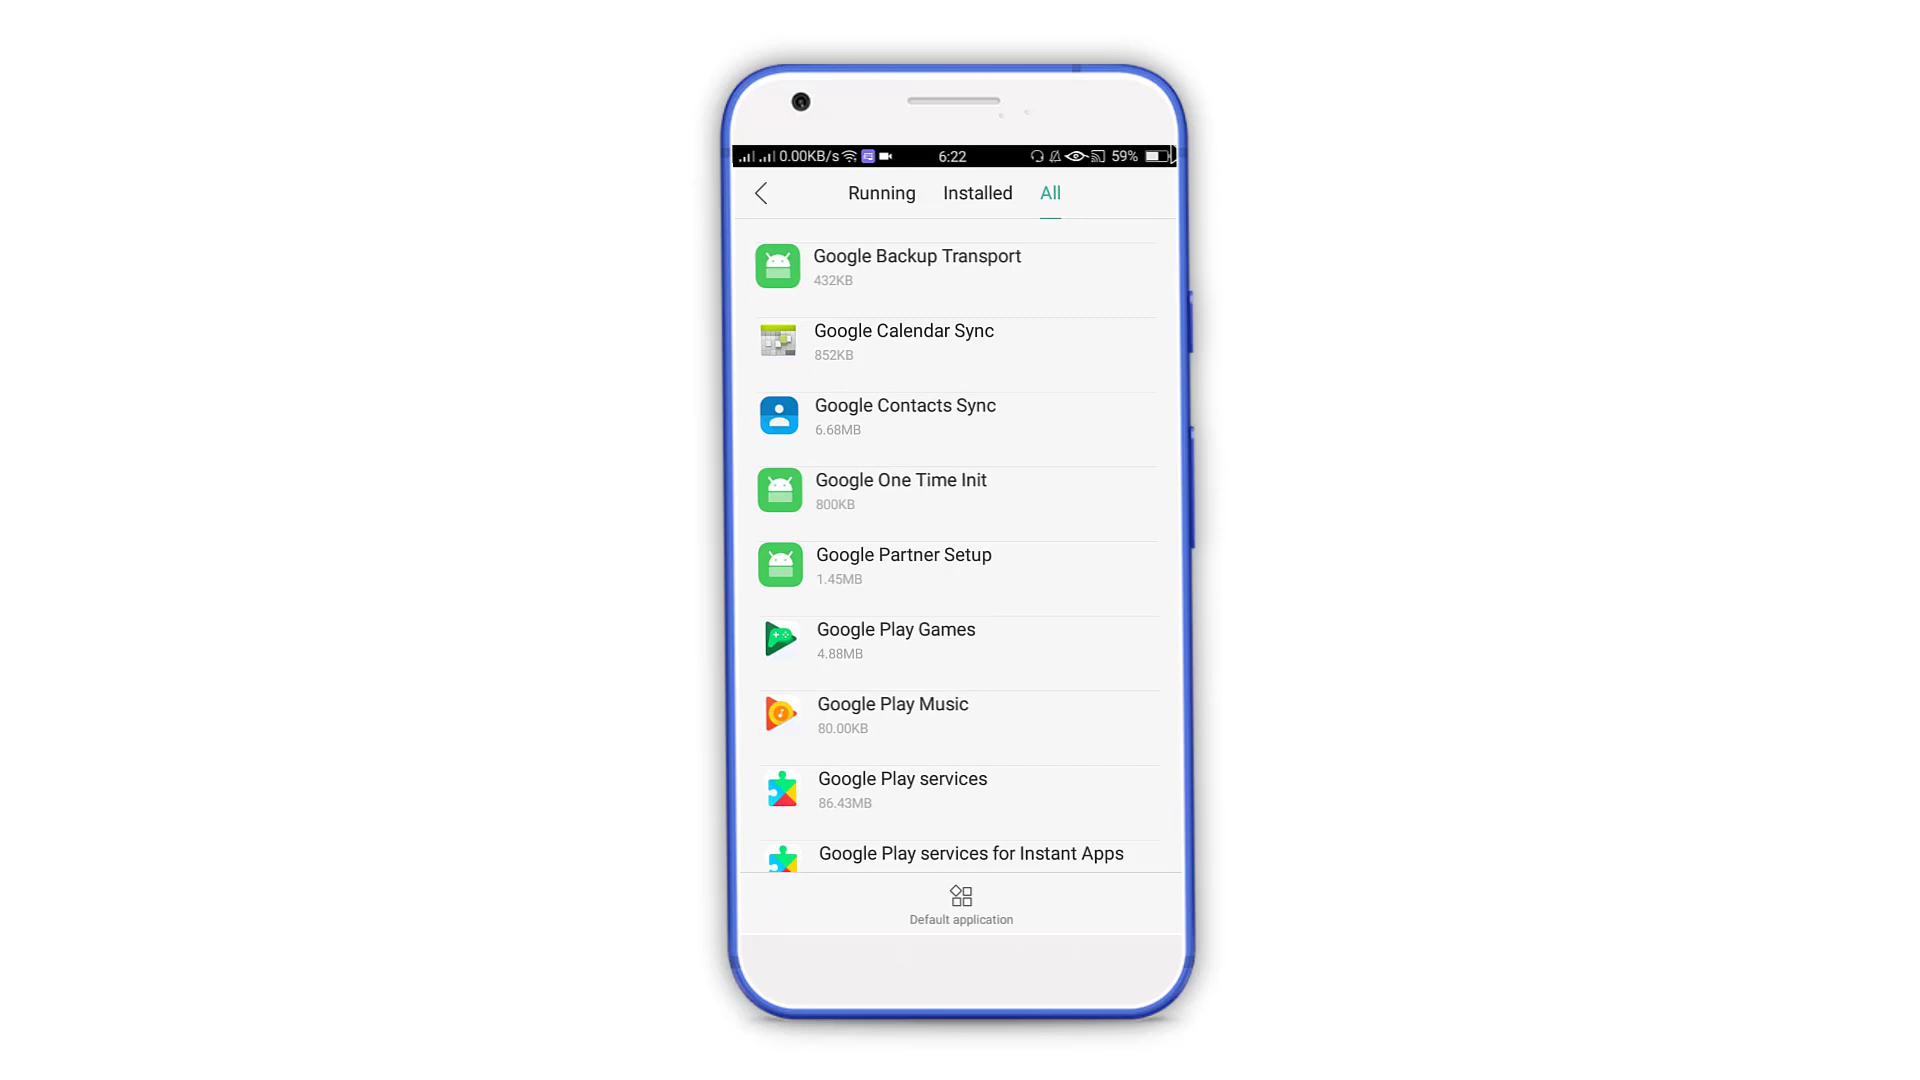 0.00KB/s 6:22 59%
Running Installed All
Google Backup Transport
432KB
Google Calendar Sync
852KB
Google Contacts Sync
6.68MB
Google One Time Init
800KB
Google Partner Setup
1.45MB
Google Play Games
4.88MB
Google Play Music
80.00KB
Google Play services
86.43MB
Google Play services for Instant Apps
Default application